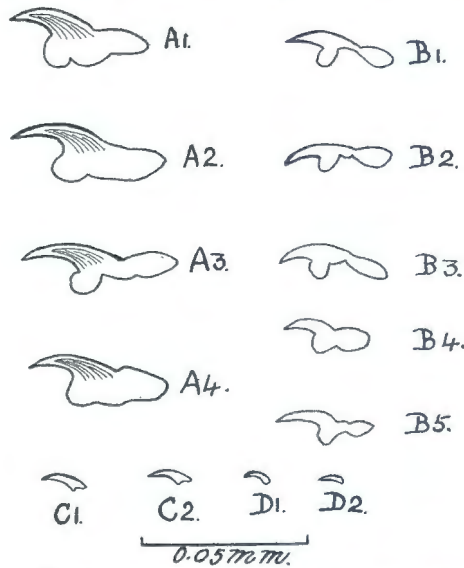 A1.
B1.
A2.
B2.
A3.
B3.
B4.
A4.
B5.
C1.
C2.
D1.
D2.
0.05mm.